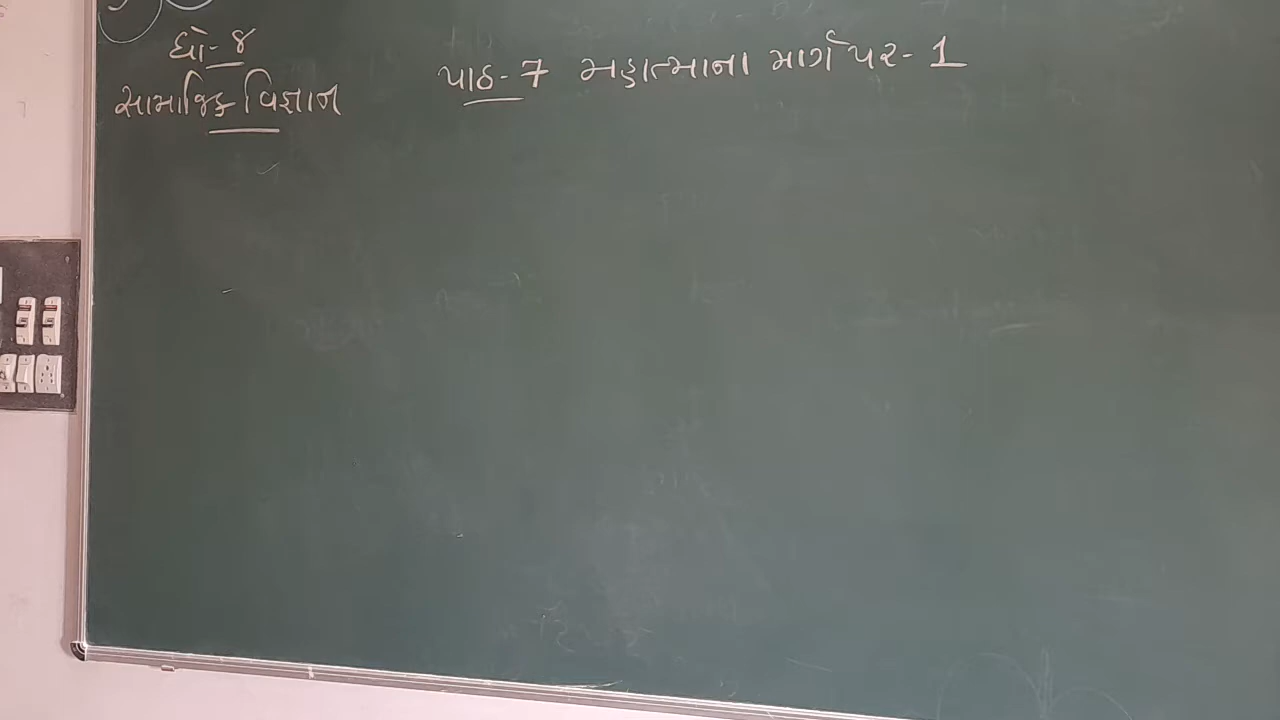 ધો-૪
સામાજિક વિજ્ઞાન
પાઠ-7 મહાત્માના માર્ગ પર-1